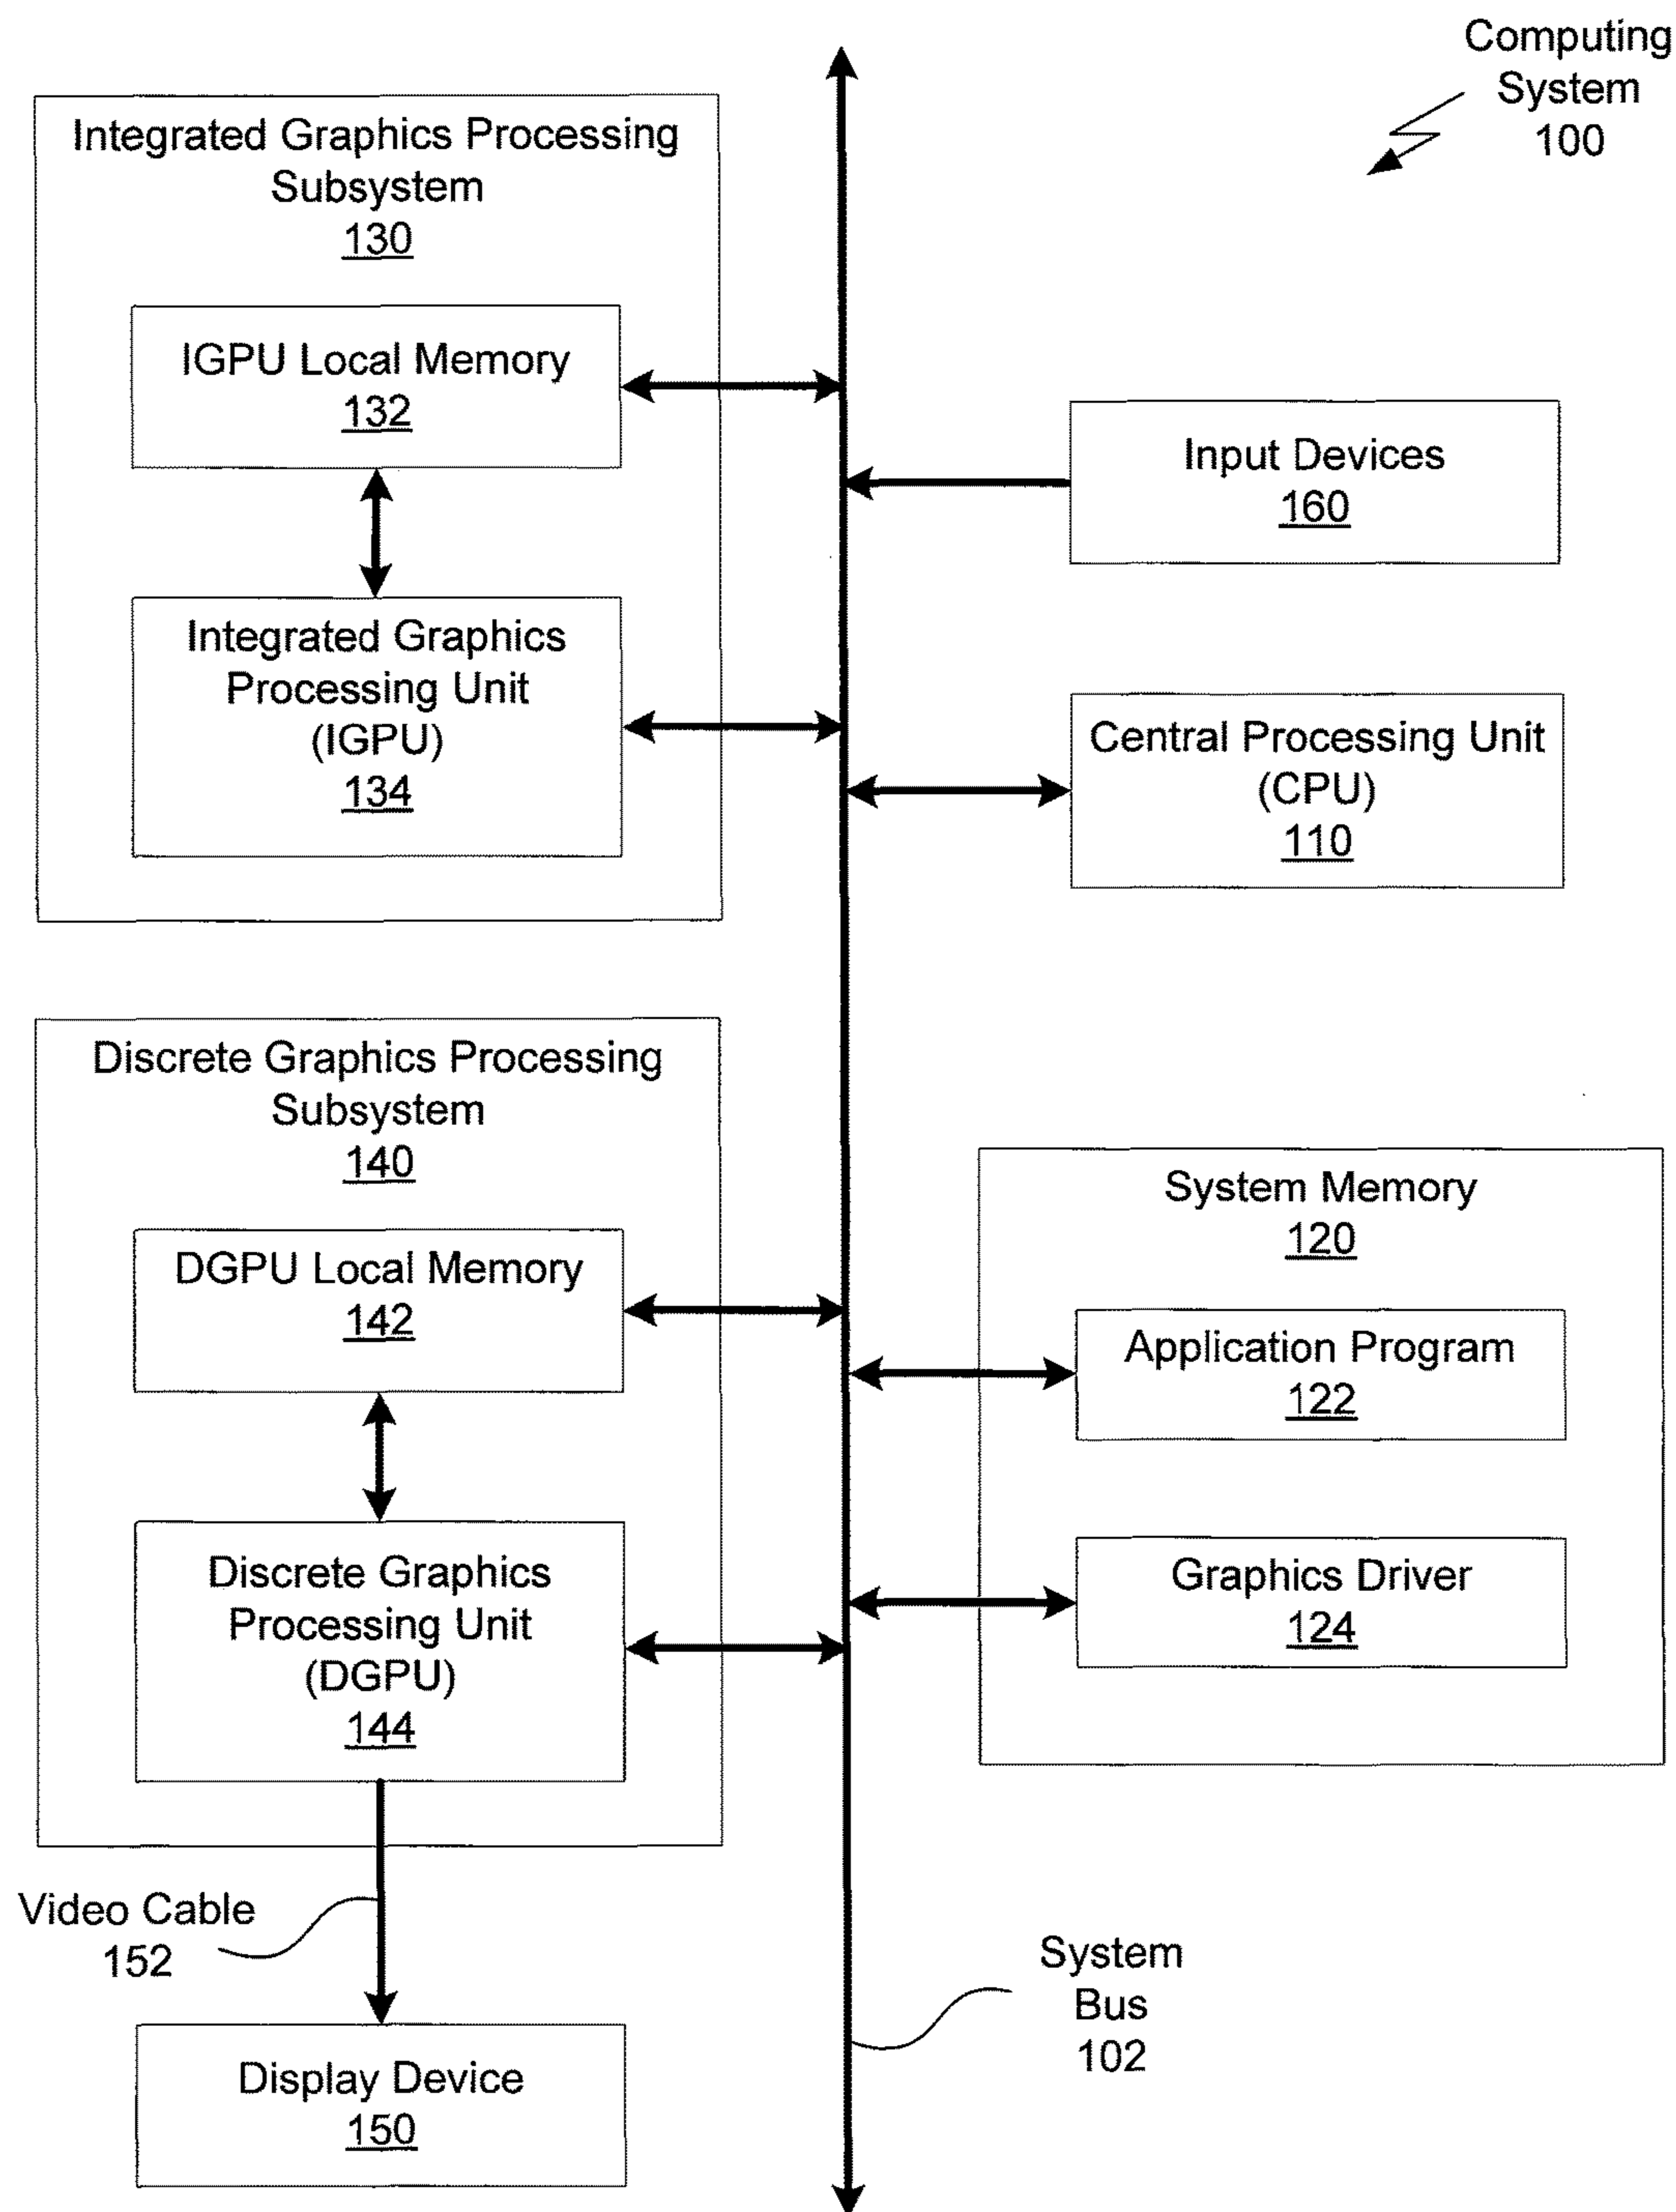 Computing
System
100
Integrated Graphics Processing
Subsystem
130
IGPU Local Memory
132
Integrated Graphics
Processing Unit
(IGPU)
134
Input Devices
160
Central Processing Unit
(CPU)
110
Discrete Graphics Processing
Subsystem
140
DGPU Local Memory
142
Discrete Graphics
Processing Unit
(DGPU)
144
System Memory
120
Application Program
122
Graphics Driver
124
Video Cable
152
System
Bus
102
Display Device
150